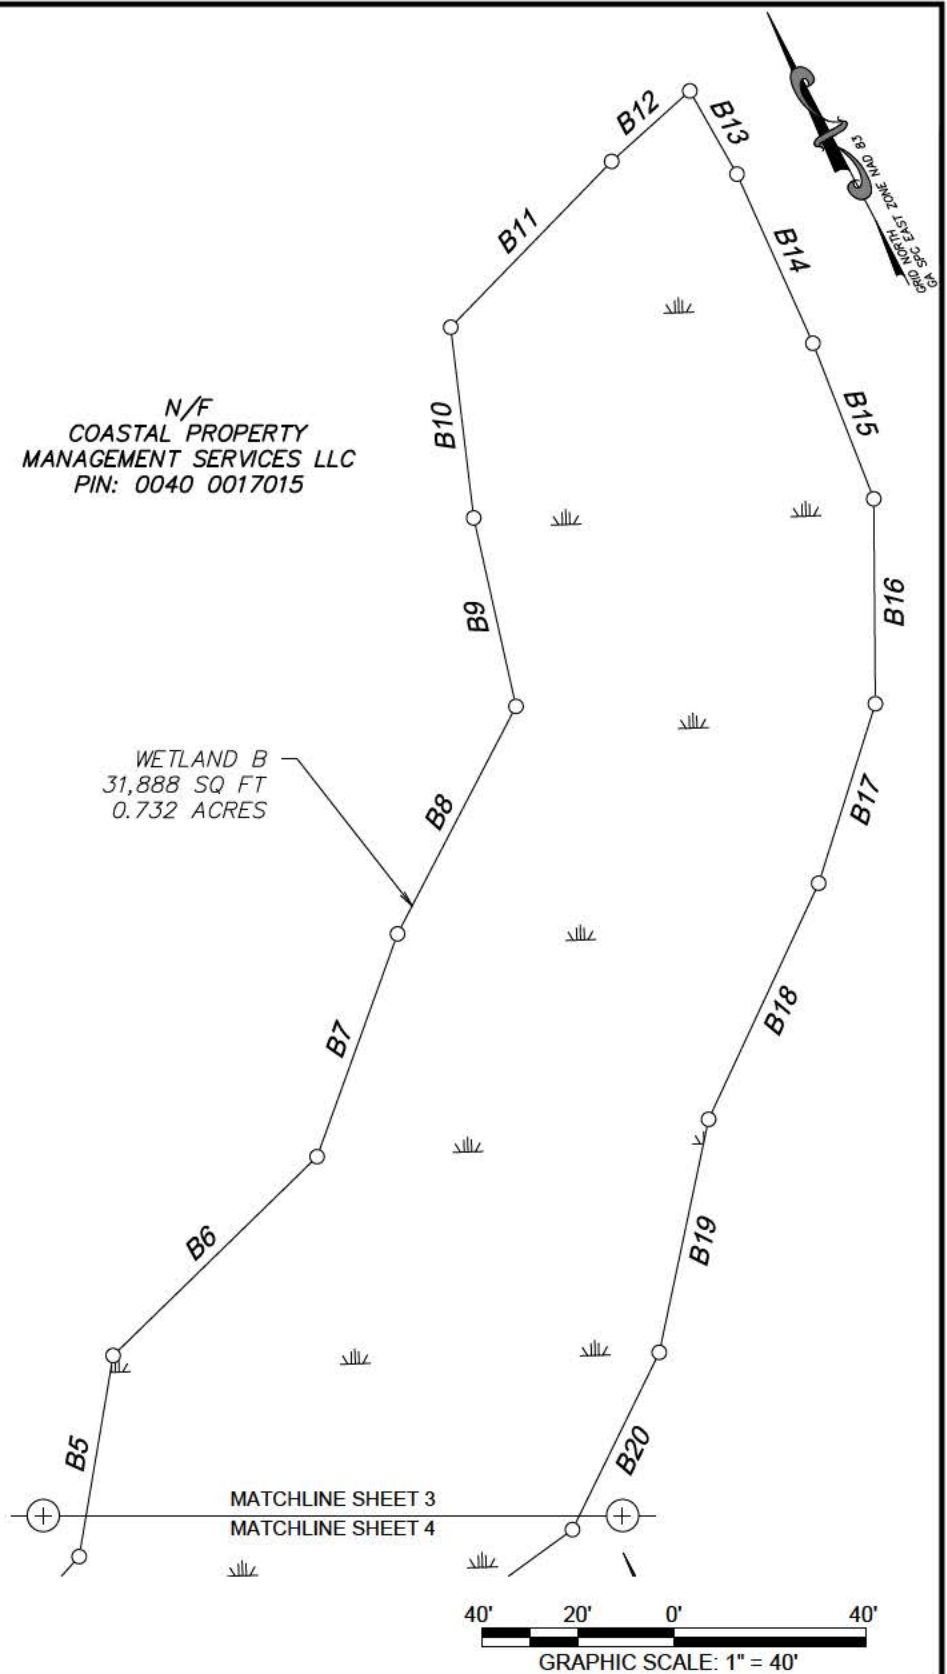 B12
B13
B11
B14
GRID NORTH
GA SPC EAST ZONE NAD 83
B10
B15
N/F
COASTAL PROPERTY
MANAGEMENT SERVICES LLC
PIN: 0040 0017015
B9
B16
WETLAND B
31,888 SQ FT
0.732 ACRES
B8
B17
B7
B18
B6
B19
B5
B20
MATCHLINE SHEET 3
MATCHLINE SHEET 4
40' 20' 0' 40'
GRAPHIC SCALE: 1" = 40'